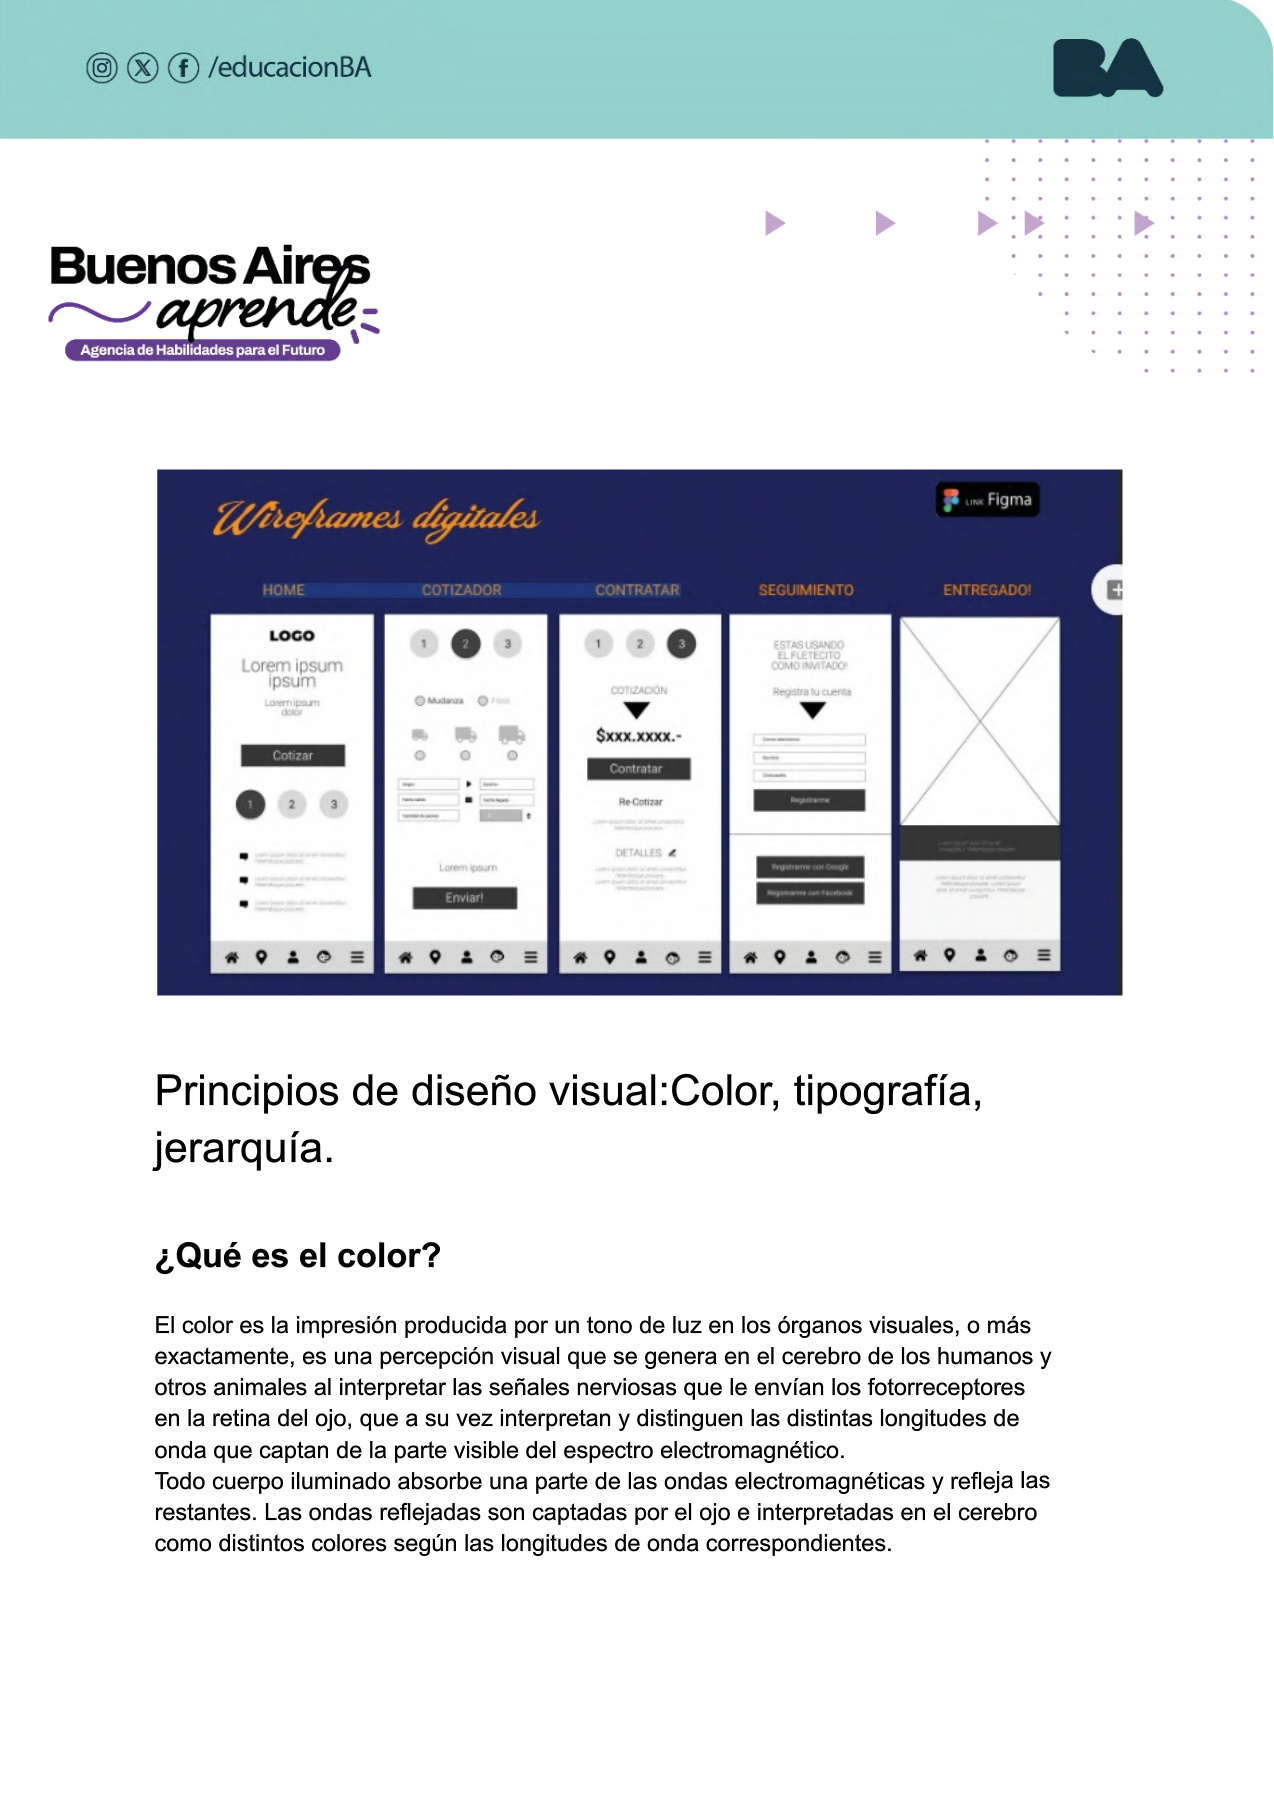 /educacionBA
BA
Buenos Aires
aprende
Agencia de Habilidades para el Futuro
Wireframes digitales
LINK Figma
HOME
COTIZADOR
CONTRATAR
SEGUIMIENTO
ENTREGADO!
LOGO
Lorem ipsum
ipsum
Lorem ipsum
dolor
Cotizar
1 2 3
1 2 3
Mudanza Flete
Lorem ipsum
Enviar!
1 2 3
COTIZACIÓN
$xxx.xxxx.-
Contratar
Re-Cotizar
DETALLES
ESTAS USANDO
EL FLETECITO
COMO INVITADO!
Registra tu cuenta
Correo electrónico
Nombre
Contraseña
Registrarme
Registrarme con Google
Registrarme con Facebook
Principios de diseño visual:Color, tipografía,
jerarquía.
¿Qué es el color?
El color es la impresión producida por un tono de luz en los órganos visuales, o más
exactamente, es una percepción visual que se genera en el cerebro de los humanos y
otros animales al interpretar las señales nerviosas que le envían los fotorreceptores
en la retina del ojo, que a su vez interpretan y distinguen las distintas longitudes de
onda que captan de la parte visible del espectro electromagnético.
Todo cuerpo iluminado absorbe una parte de las ondas electromagnéticas y refleja las
restantes. Las ondas reflejadas son captadas por el ojo e interpretadas en el cerebro
como distintos colores según las longitudes de onda correspondientes.